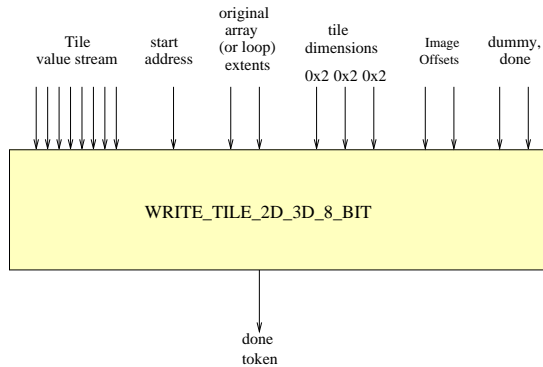 Tile
value stream
start
address
original
array
(or loop)
extents
tile
dimensions
0x2 0x2 0x2
Image
Offsets
dummy,
done
WRITE_TILE_2D_3D_8_BIT
done
token